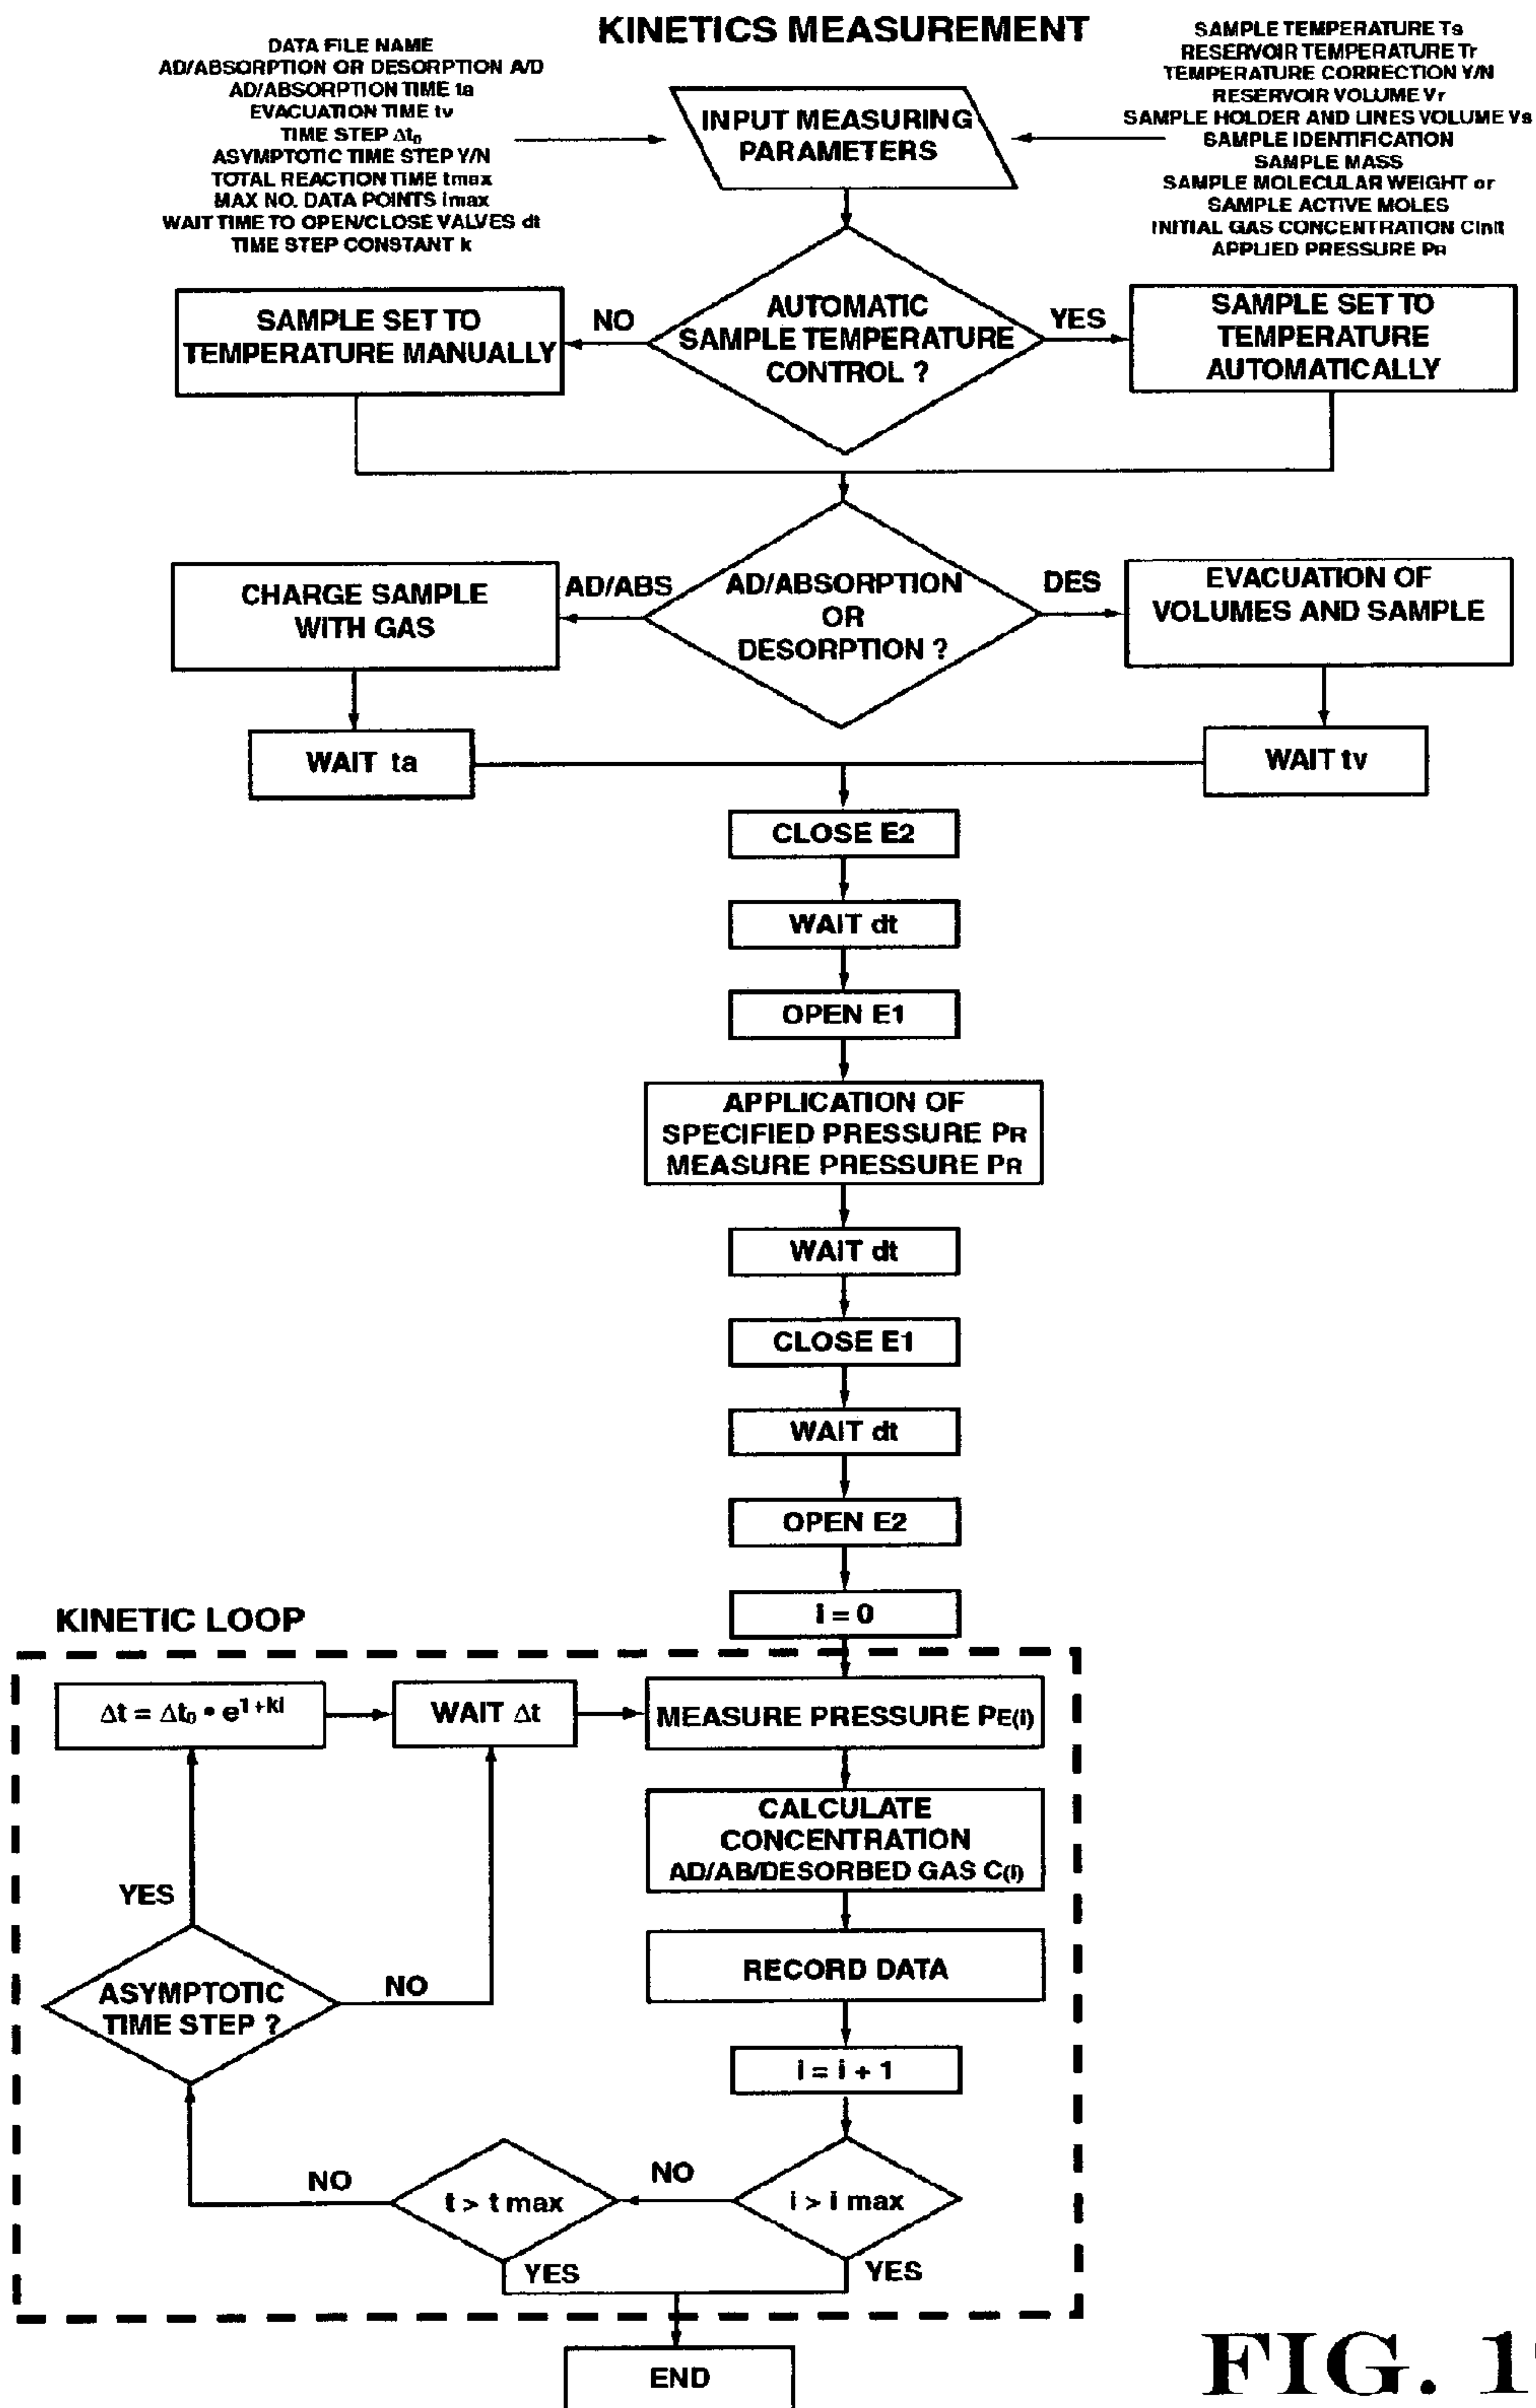 KINETICS MEASUREMENT
DATA FILE NAME
AD/ABSORPTION OR DESORPTION A/D
AD/ABSORPTION TIME ta
EVACUATION TIME tv
TIME STEP Δt₀
ASYMPTOTIC TIME STEP Y/N
TOTAL REACTION TIME tmax
MAX NO. DATA POINTS imax
WAIT TIME TO OPEN/CLOSE VALVES dt
TIME STEP CONSTANT k
INPUT MEASURING
PARAMETERS
SAMPLE TEMPERATURE Ts
RESERVOIR TEMPERATURE Tr
TEMPERATURE CORRECTION Y/N
RESERVOIR VOLUME Vr
SAMPLE HOLDER AND LINES VOLUME Vs
SAMPLE IDENTIFICATION
SAMPLE MASS
SAMPLE MOLECULAR WEIGHT or
SAMPLE ACTIVE MOLES
INITIAL GAS CONCENTRATION Cinit
APPLIED PRESSURE PR
SAMPLE SET TO
TEMPERATURE MANUALLY
NO
AUTOMATIC
SAMPLE TEMPERATURE
CONTROL ?
YES
SAMPLE SET TO
TEMPERATURE
AUTOMATICALLY
CHARGE SAMPLE
WITH GAS
AD/ABS
AD/ABSORPTION
OR
DESORPTION ?
DES
EVACUATION OF
VOLUMES AND SAMPLE
WAIT ta
WAIT tv
CLOSE E2
WAIT dt
OPEN E1
APPLICATION OF
SPECIFIED PRESSURE PR
MEASURE PRESSURE PR
WAIT dt
CLOSE E1
WAIT dt
OPEN E2
i = 0
KINETIC LOOP
Δt = Δt₀ • e^1+ki
WAIT Δt
MEASURE PRESSURE PE(i)
CALCULATE
CONCENTRATION
AD/AB/DESORBED GAS C(i)
YES
RECORD DATA
ASYMPTOTIC
TIME STEP ?
NO
i = i + 1
NO
t > t max
NO
i > i max
YES
YES
END
FIG. 1